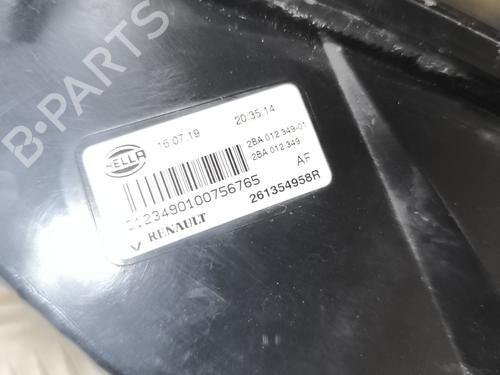 B-PARTS
HELLA
16.07.19 20:35:14
2BA 012 349-01
2BA 012.349
AF
0123490100756765
RENAULT 261354958R